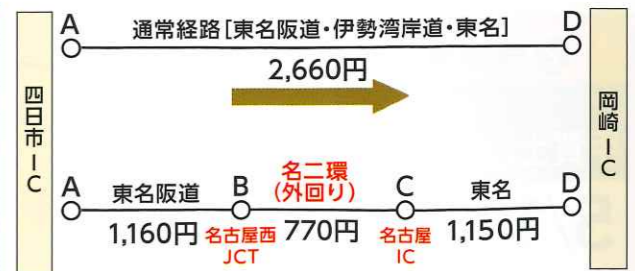 A
通常経路[東名阪道・伊勢湾岸道・東名]
D
2,660円
四日市IC
岡崎IC
A
東名阪道
B
名二環
(外回り)
C
東名
D
1,160円
名古屋西
JCT
770円
名古屋
IC
1,150円